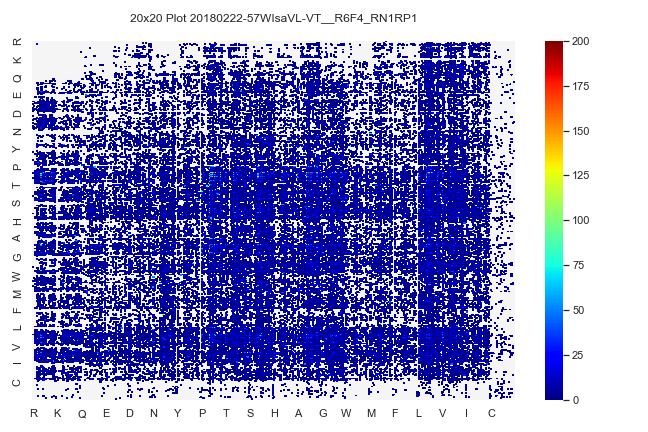 20x20 Plot 20180222-57WIsaVL-VT__R6F4_RN1RP1
R
K
Q
E
D
N
Y
P
T
S
H
A
G
W
M
F
L
V
I
C
R K Q E D N Y P T S H A G W M F L V I C
200
175
150
125
100
75
50
25
0